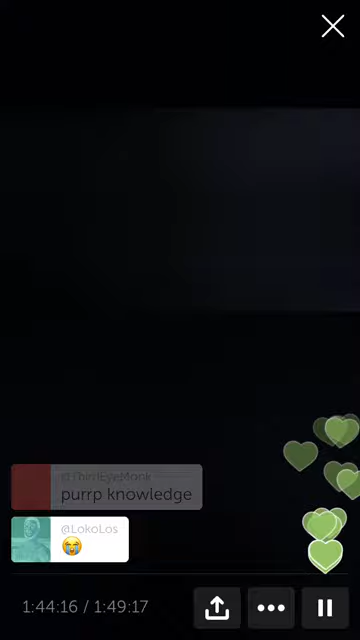 @ThirdEyeMonk
purrp knowledge
@LokoLos
😭
1:44:16 / 1:49:17